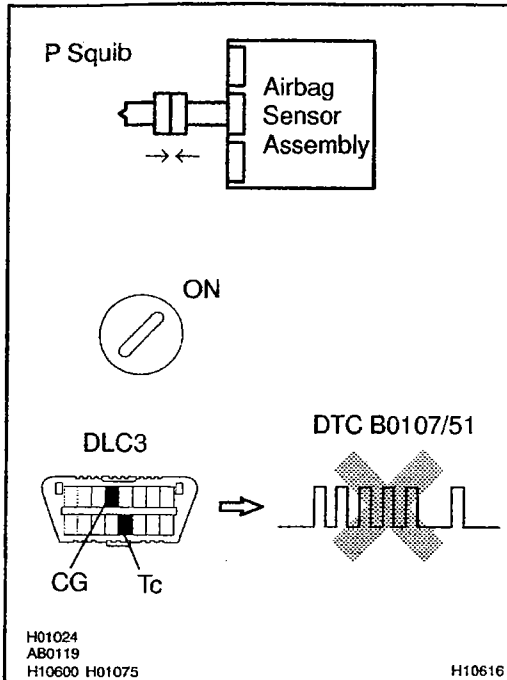 P Squib
Airbag
Sensor
Assembly
ON
DLC3
DTC B0107/51
CG
Tc
H01024
AB0119
H10600 H01075
H10616